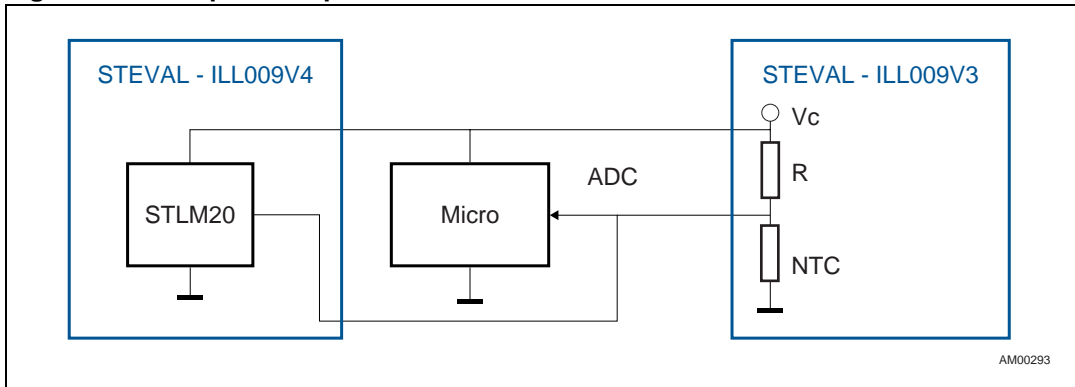 STEVAL - ILL009V4
STEVAL - ILL009V3
Vc
ADC
R
STLM20
Micro
NTC
AM00293